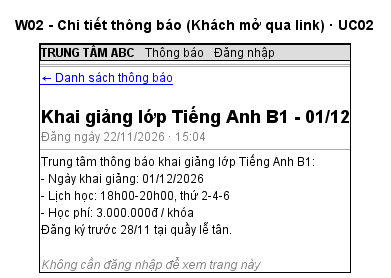 W02 - Chi tiết thông báo (Khách mở qua link) · UC02
TRUNG TÂM ABC Thông báo Đăng nhập
← Danh sách thông báo
Khai giảng lớp Tiếng Anh B1 - 01/12
Đăng ngày 22/11/2026 · 15:04
Trung tâm thông báo khai giảng lớp Tiếng Anh B1:
- Ngày khai giảng: 01/12/2026
- Lịch học: 18h00-20h00, thứ 2-4-6
- Học phí: 3.000.000đ / khóa
Đăng ký trước 28/11 tại quầy lễ tân.
Không cần đăng nhập để xem trang này